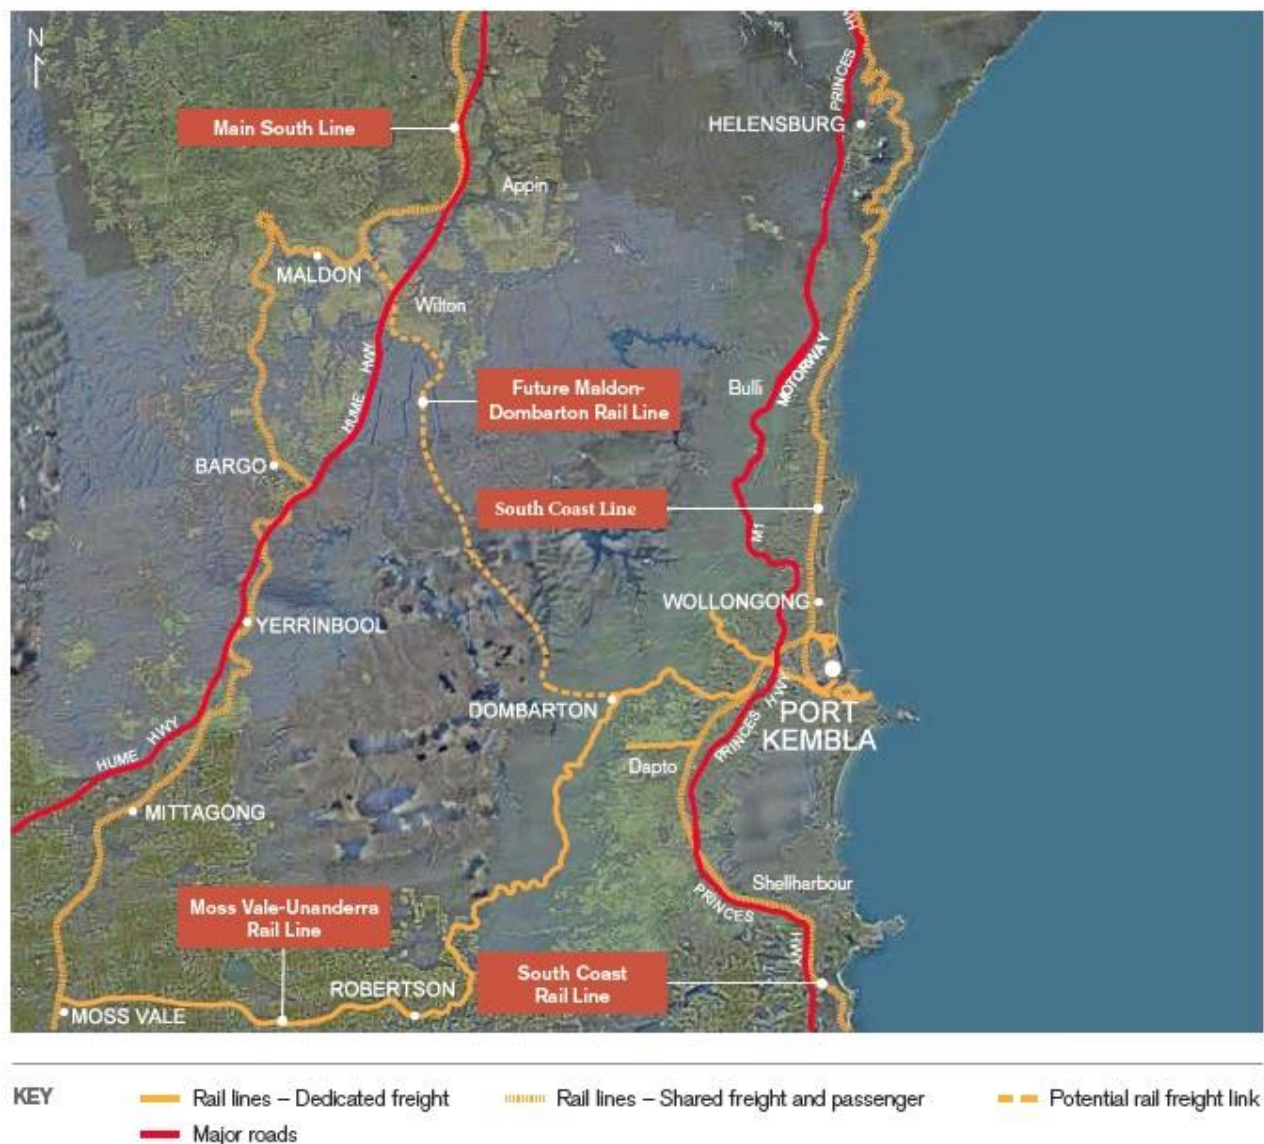 N
PRINCES HWY
Main South Line
HELENSBURG
Appin
MALDON
Wilton
HUME HWY
Future Maldon-
Dombarton Rail Line
Bulli
MOTORWAY
BARGO
South Coast Line
M1
WOLLONGONG
YERRINBOOL
DOMBARTON
PORT
KEMBLA
PRINCES HWY
HUME HWY
Dapto
MITTAGONG
Shellharbour
PRINCES HWY
Moss Vale-Unanderra
Rail Line
South Coast
Rail Line
ROBERTSON
MOSS VALE
KEY
Rail lines – Dedicated freight
Rail lines – Shared freight and passenger
Potential rail freight link
Major roads